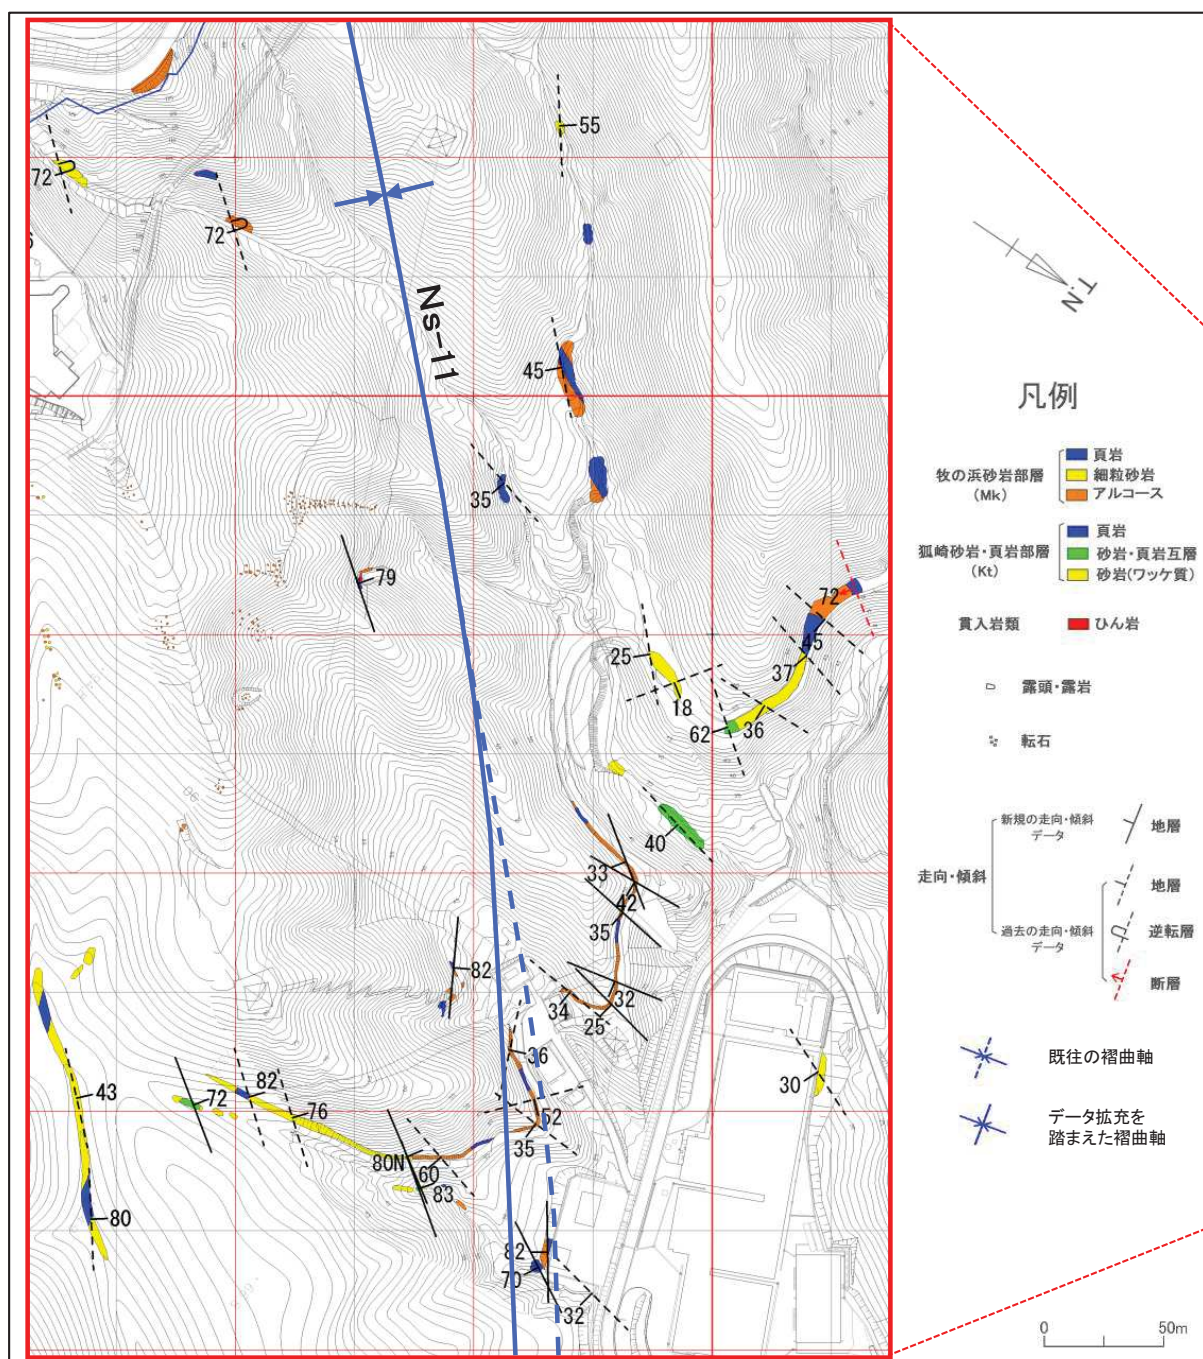 55
72
72
Ns-11
45
35
79
72
45
25
37
18
62
36
40
33
42
35
82
34
32
25
36
43
72
82
76
30
52
35
80N
60
83
80
82
70
32
T.N
凡例
牧の浜砂岩部層
(Mk)
頁岩
細粒砂岩
アルコース
狐崎砂岩・頁岩部層
(Kt)
頁岩
砂岩・頁岩互層
砂岩(ワッケ質)
貫入岩類
ひん岩
露頭・露岩
転石
走向・傾斜
新規の走向・傾斜
データ
地層
過去の走向・傾斜
データ
地層
逆転層
断層
既往の褶曲軸
データ拡充を
踏まえた褶曲軸
0 50m